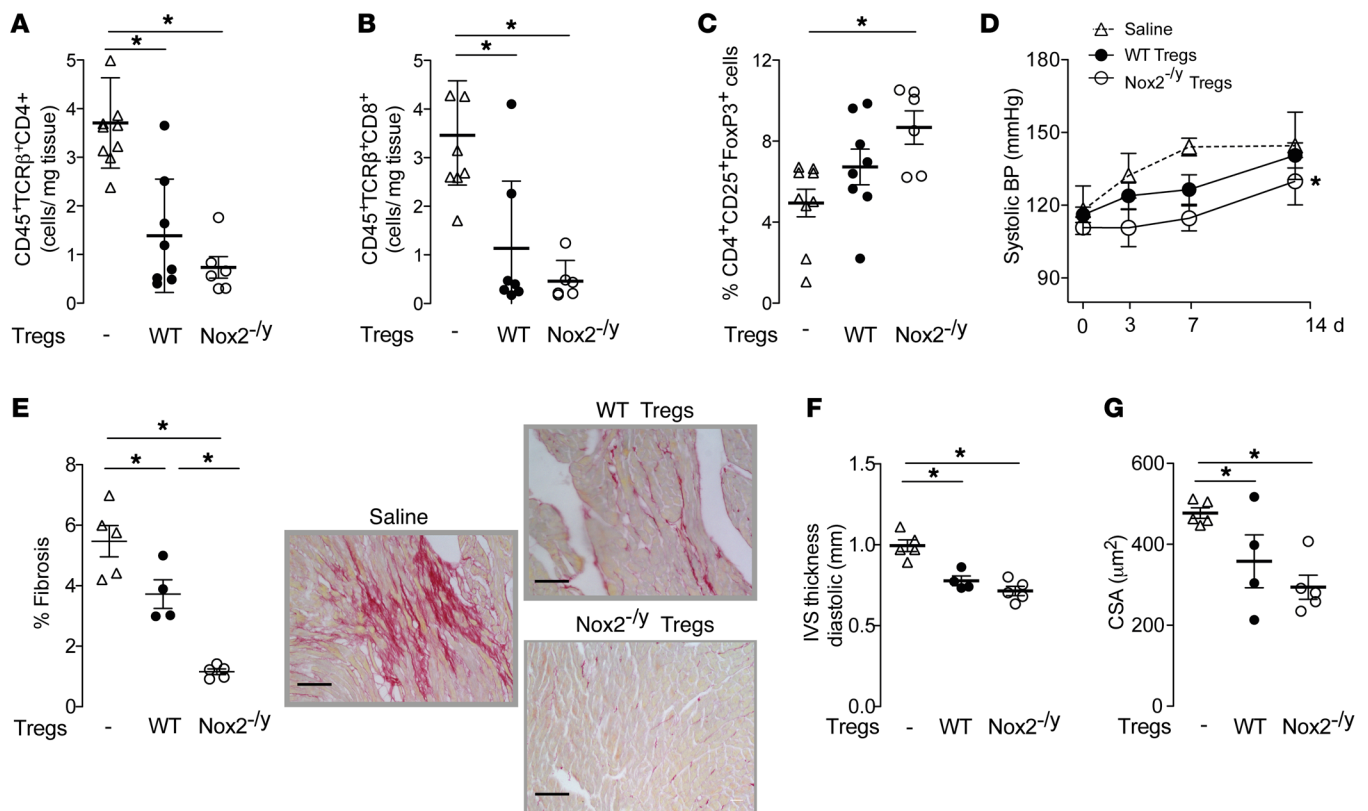 A
CD45⁺TCRβ⁺CD4+
(cells/ mg tissue)
5
4
3
2
1
0
*
*
Tregs - WT Nox2⁻/ʸ
B
CD45⁺TCRβ⁺CD8⁺
(cells/ mg tissue)
5
4
3
2
1
0
*
*
Tregs - WT Nox2⁻/ʸ
C
% CD4⁺CD25⁺FoxP3⁺ cells
12
8
4
0
*
Tregs - WT Nox2⁻/ʸ
D
Saline
WT Tregs
Nox2⁻/ʸ Tregs
Systolic BP (mmHg)
180
150
120
90
*
0 3 7 14 d
E
% Fibrosis
8
6
4
2
0
*
* *
Tregs - WT Nox2⁻/ʸ
Saline
WT Tregs
Nox2⁻/ʸ Tregs
F
IVS thickness
diastolic (mm)
1.5
1.0
0.5
0.0
*
*
Tregs - WT Nox2⁻/ʸ
G
CSA (μm²)
600
400
200
0
*
*
Tregs - WT Nox2⁻/ʸ